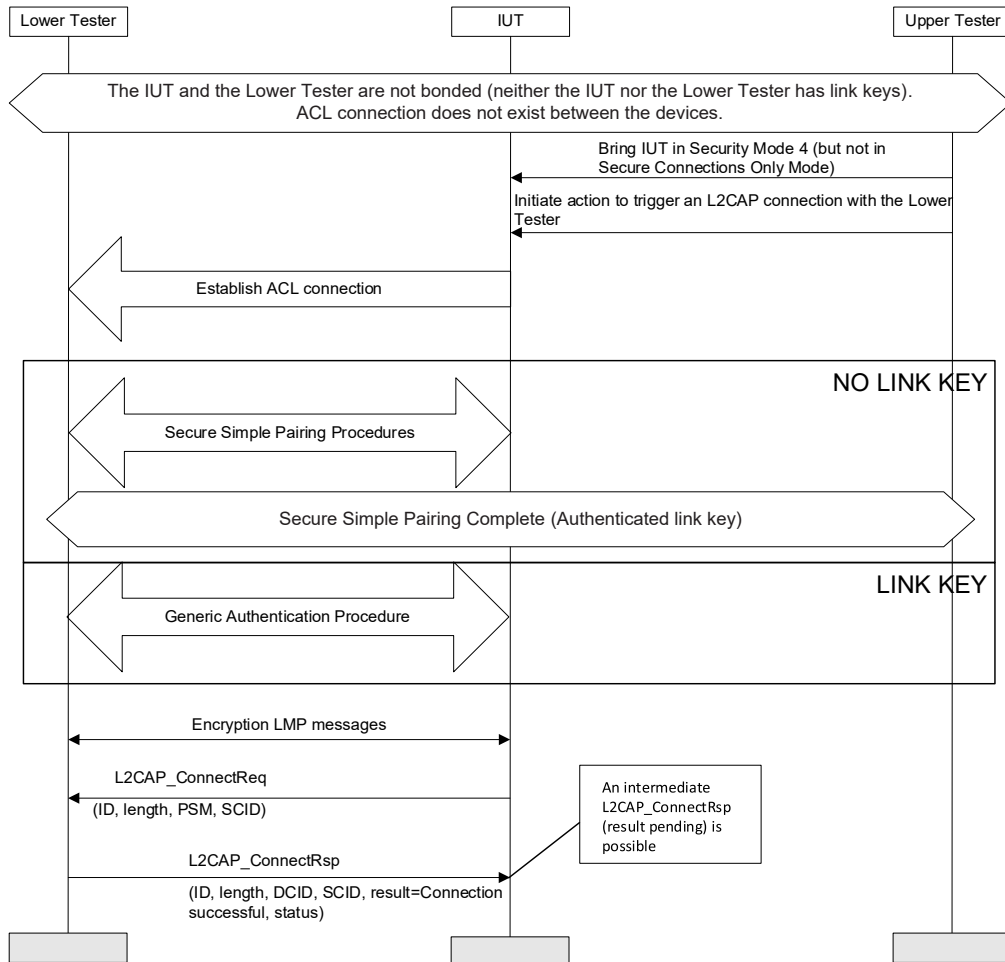 Lower Tester
IUT
Upper Tester
The IUT and the Lower Tester are not bonded (neither the IUT nor the Lower Tester has link keys).
ACL connection does not exist between the devices.
Bring IUT in Security Mode 4 (but not in
Secure Connections Only Mode)
Initiate action to trigger an L2CAP connection with the Lower
Tester
Establish ACL connection
NO LINK KEY
Secure Simple Pairing Procedures
Secure Simple Pairing Complete (Authenticated link key)
LINK KEY
Generic Authentication Procedure
Encryption LMP messages
L2CAP_ConnectReq
(ID, length, PSM, SCID)
An intermediate
L2CAP_ConnectRsp
(result pending) is
possible
L2CAP_ConnectRsp
(ID, length, DCID, SCID, result=Connection
successful, status)